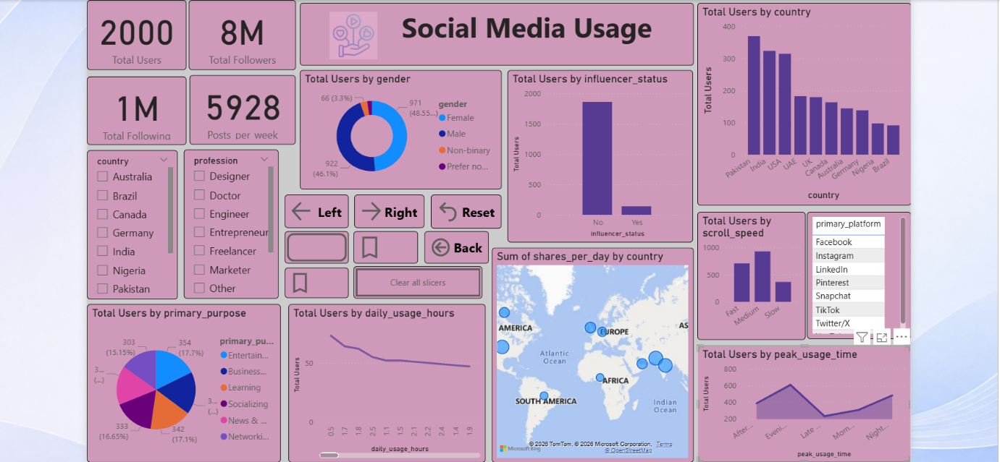 2000
Total Users
8M
Total Followers
1M
Total Following
5928
Posts per week
Social Media Usage
country
Australia
Brazil
Canada
Germany
India
Nigeria
Pakistan
profession
Designer
Doctor
Engineer
Entrepreneur
Freelancer
Marketer
Other
Total Users by gender
66 (3.3%)
971
(48.55...)
922
(46.1%)
gender
Female
Male
Non-binary
Prefer no...
Left
Right
Reset
Back
Clear all slicers
Total Users by influencer_status
Total Users
2000
1500
1000
500
0
No
Yes
influencer_status
Total Users by country
Total Users
400
300
200
100
0
Pakistan
India
USA
UAE
UK
Canada
Australia
Germany
Nigeria
Brazil
country
Total Users by
scroll_speed
1000
500
0
Fast
Medium
Slow
primary_platform
Facebook
Instagram
LinkedIn
Pinterest
Snapchat
TikTok
Twitter/X
Total Users by primary_purpose
303
(15.15%)
354
(17.7%)
3...
(...)
3...
(...)
333
(16.65%)
342
(17.1%)
primary_pu...
Entertain...
Business...
Learning
Socializing
News & ...
Networki...
Total Users by daily_usage_hours
Total Users
50
0
0.5
1.7
1.8
2.5
1.1
1.5
2.1
2.2
2.4
1.4
1.9
daily_usage_hours
Sum of shares_per_day by country
AMERICA
EUROPE
AS
Atlantic
Ocean
AFRICA
SOUTH AMERICA
Indian
Ocean
© 2026 TomTom, © 2026 Microsoft Corporation, Terms
© OpenStreetMap
Microsoft Bing
Total Users by peak_usage_time
Total Users
800
600
400
200
After...
Eveni...
Late ...
Morn...
Night...
peak_usage_time